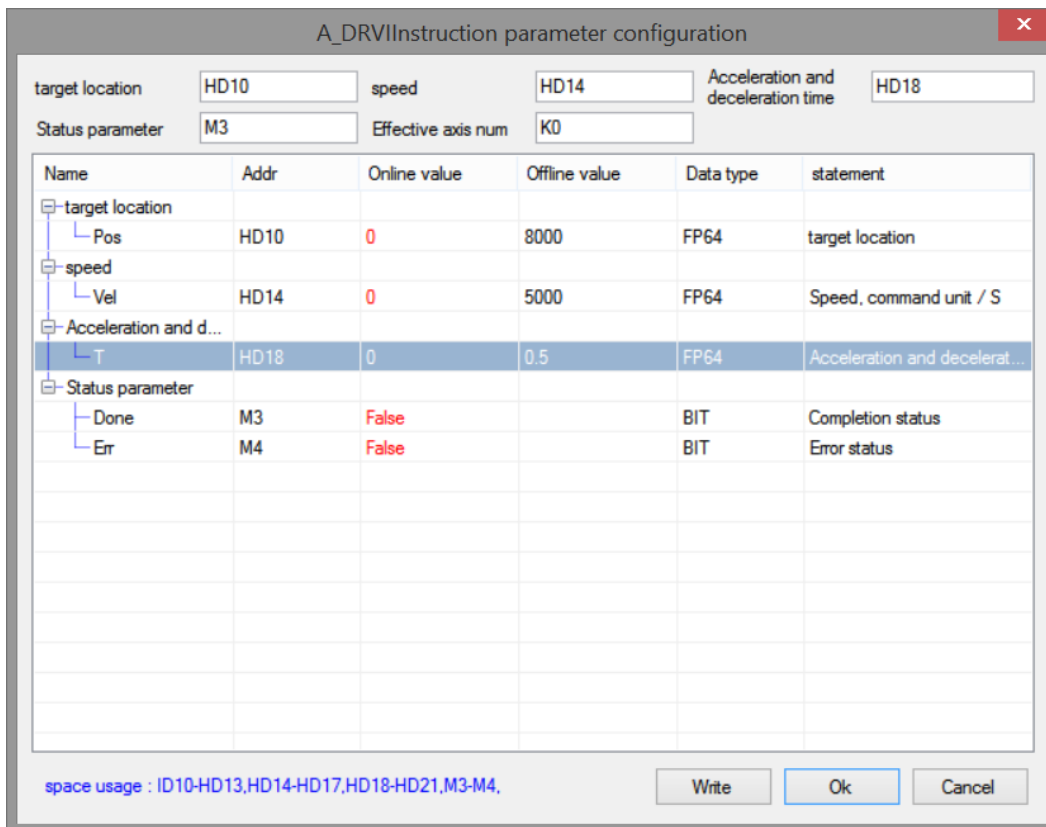 A_DRVIInstruction parameter configuration
target location HD10 speed HD14 Acceleration and deceleration time HD18
Status parameter M3 Effective axis num K0
Name Addr Online value Offline value Data type statement
target location
Pos HD10 0 8000 FP64 target location
speed
Vel HD14 0 5000 FP64 Speed, command unit / S
Acceleration and d...
T HD18 0 0.5 FP64 Acceleration and decelerat...
Status parameter
Done M3 False BIT Completion status
Err M4 False BIT Error status
space usage : ID10-HD13,HD14-HD17,HD18-HD21,M3-M4,
Write Ok Cancel